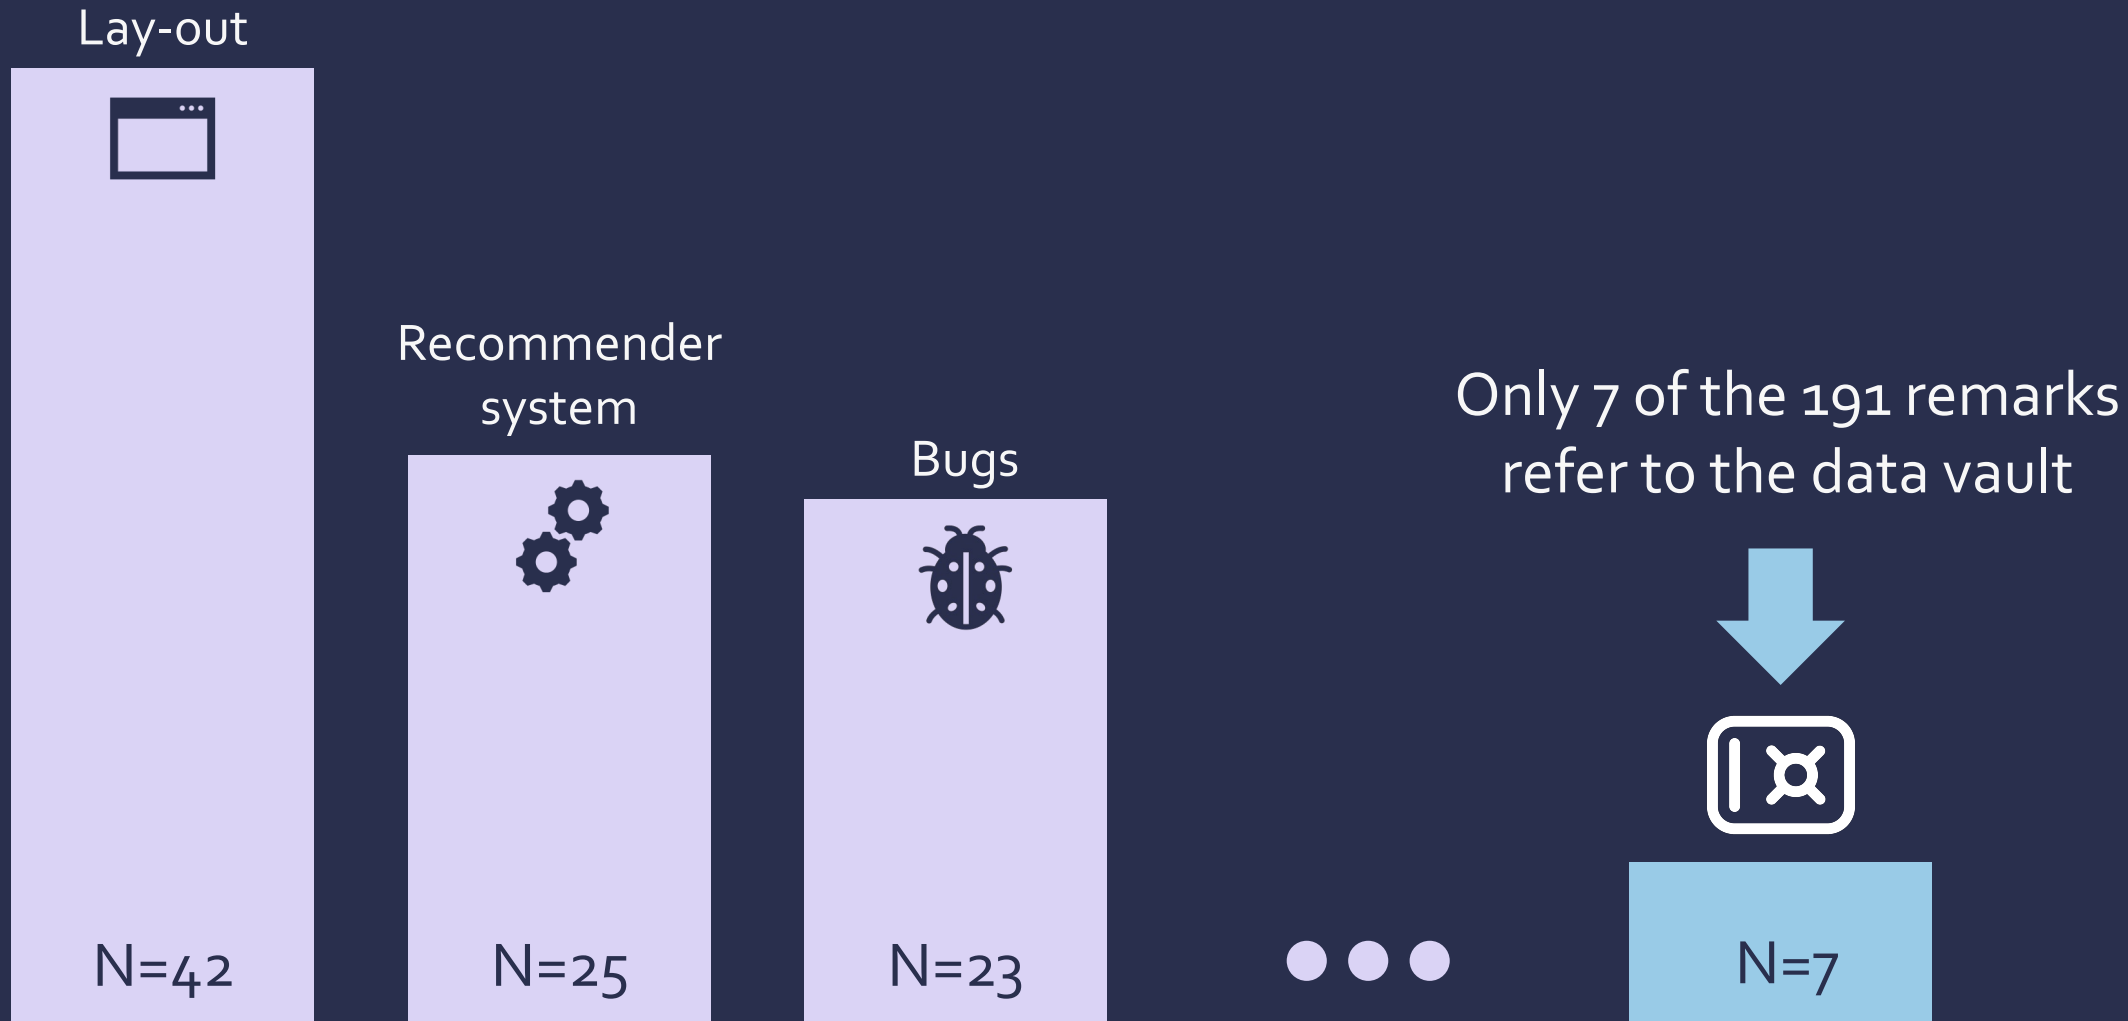 Lay-out
Recommender
system
Bugs
Only 7 of the 191 remarks
refer to the data vault
N=42
N=25
N=23
N=7